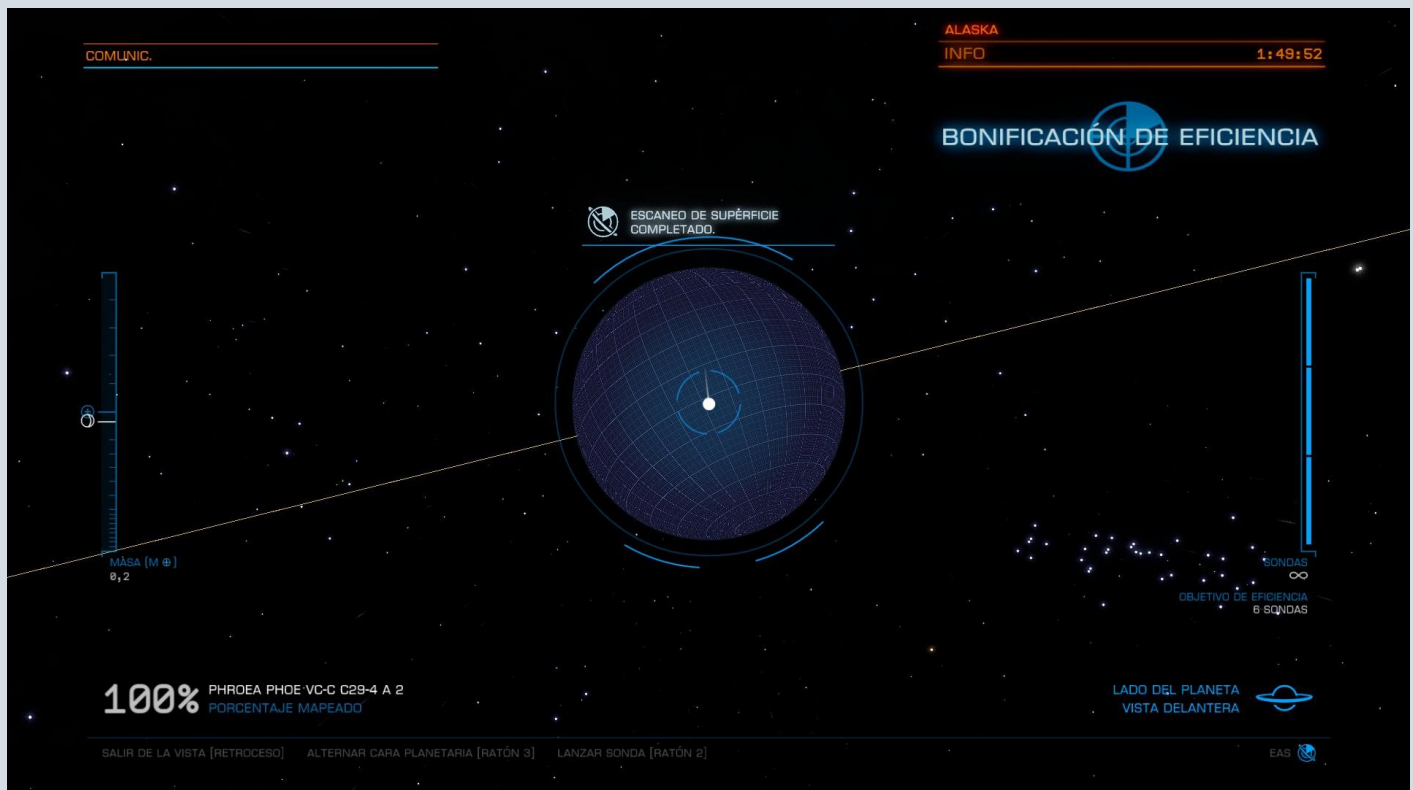 COMUNIC.
ALASKA
INFO 1:49:52
BONIFICACIÓN DE EFICIENCIA
ESCANEO DE SUPERFICIE
COMPLETADO.
MASA [M ⊕]
0,2
SONDAS
∞
OBJETIVO DE EFICIENCIA
6 SONDAS
100% PHROEA PHOE VC-C C29-4 A 2
PORCENTAJE MAPEADO
LADO DEL PLANETA
VISTA DELANTERA
SALIR DE LA VISTA [RETROCESO] ALTERNAR CARA PLANETARIA [RATÓN 3] LANZAR SONDA [RATÓN 2] EAS